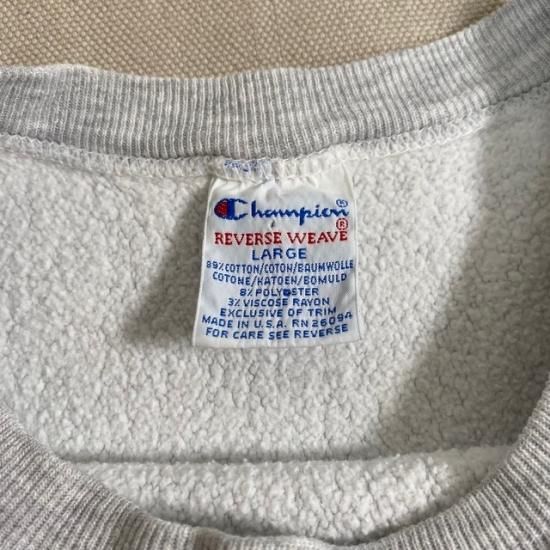 Champion®
REVERSE WEAVE®
LARGE
89% COTTON/COTON/BAUMWOLLE
COTONE/KATOEN/BOMULD
8% POLYESTER
3% VISCOSE RAYON
EXCLUSIVE OF TRIM
MADE IN U.S.A. RN 26094
FOR CARE SEE REVERSE